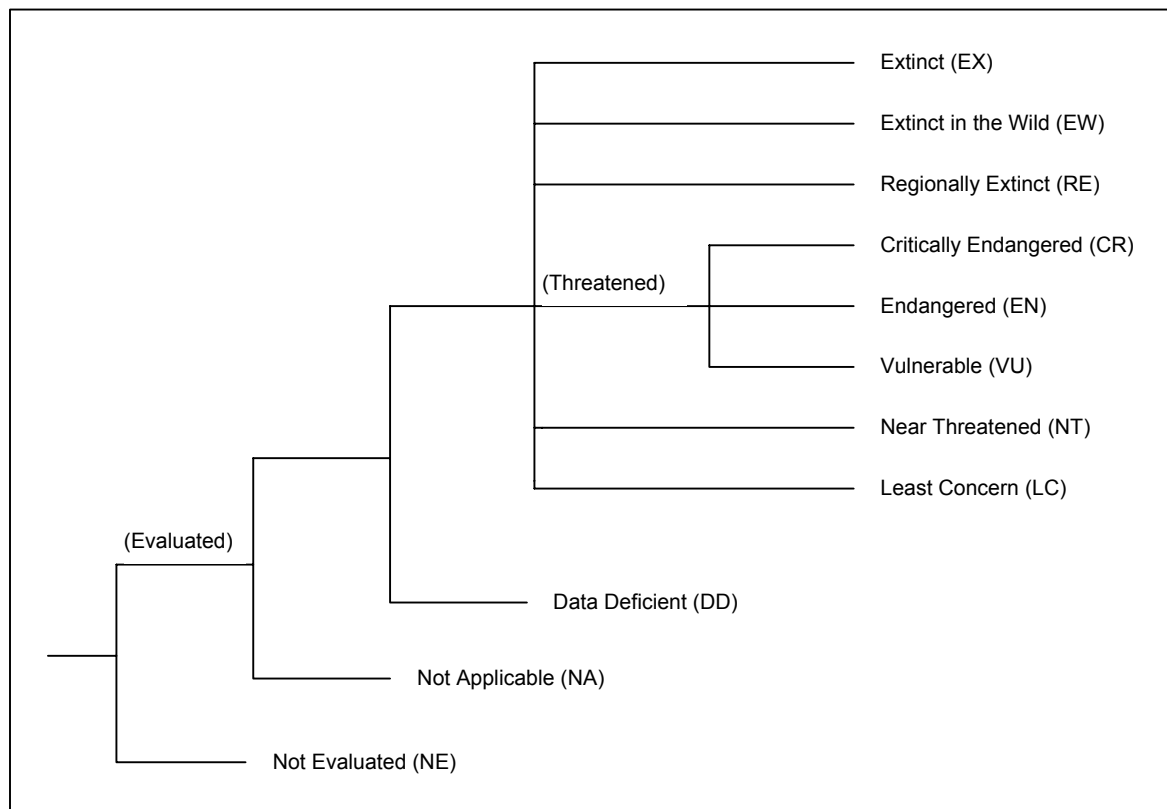 Extinct (EX)
Extinct in the Wild (EW)
Regionally Extinct (RE)
Critically Endangered (CR)
(Threatened)
Endangered (EN)
Vulnerable (VU)
Near Threatened (NT)
Least Concern (LC)
(Evaluated)
Data Deficient (DD)
Not Applicable (NA)
Not Evaluated (NE)